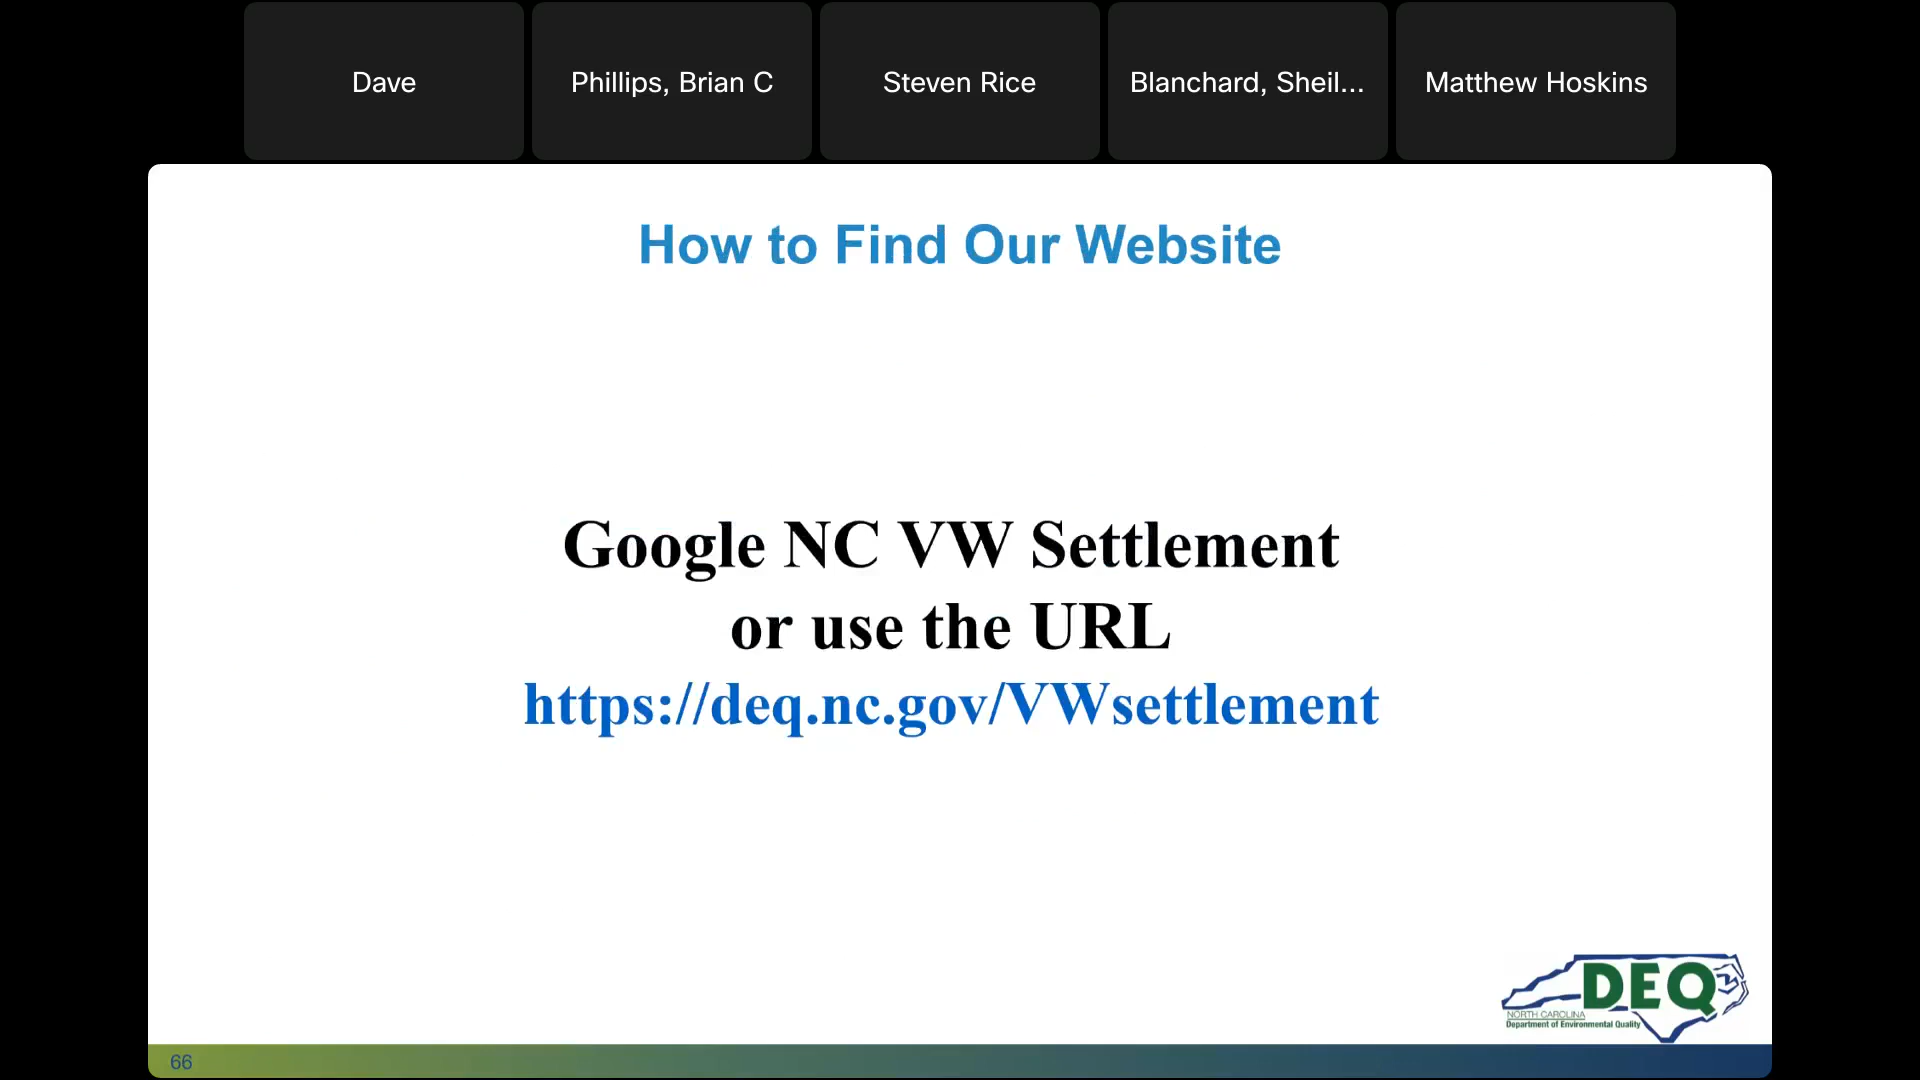 Dave
Phillips, Brian C
Steven Rice
Blanchard, Sheil...
Matthew Hoskins
How to Find Our Website
Google NC VW Settlement
or use the URL
https://deq.nc.gov/VWsettlement
DEQ
NORTH CAROLINA
Department of Environmental Quality
66